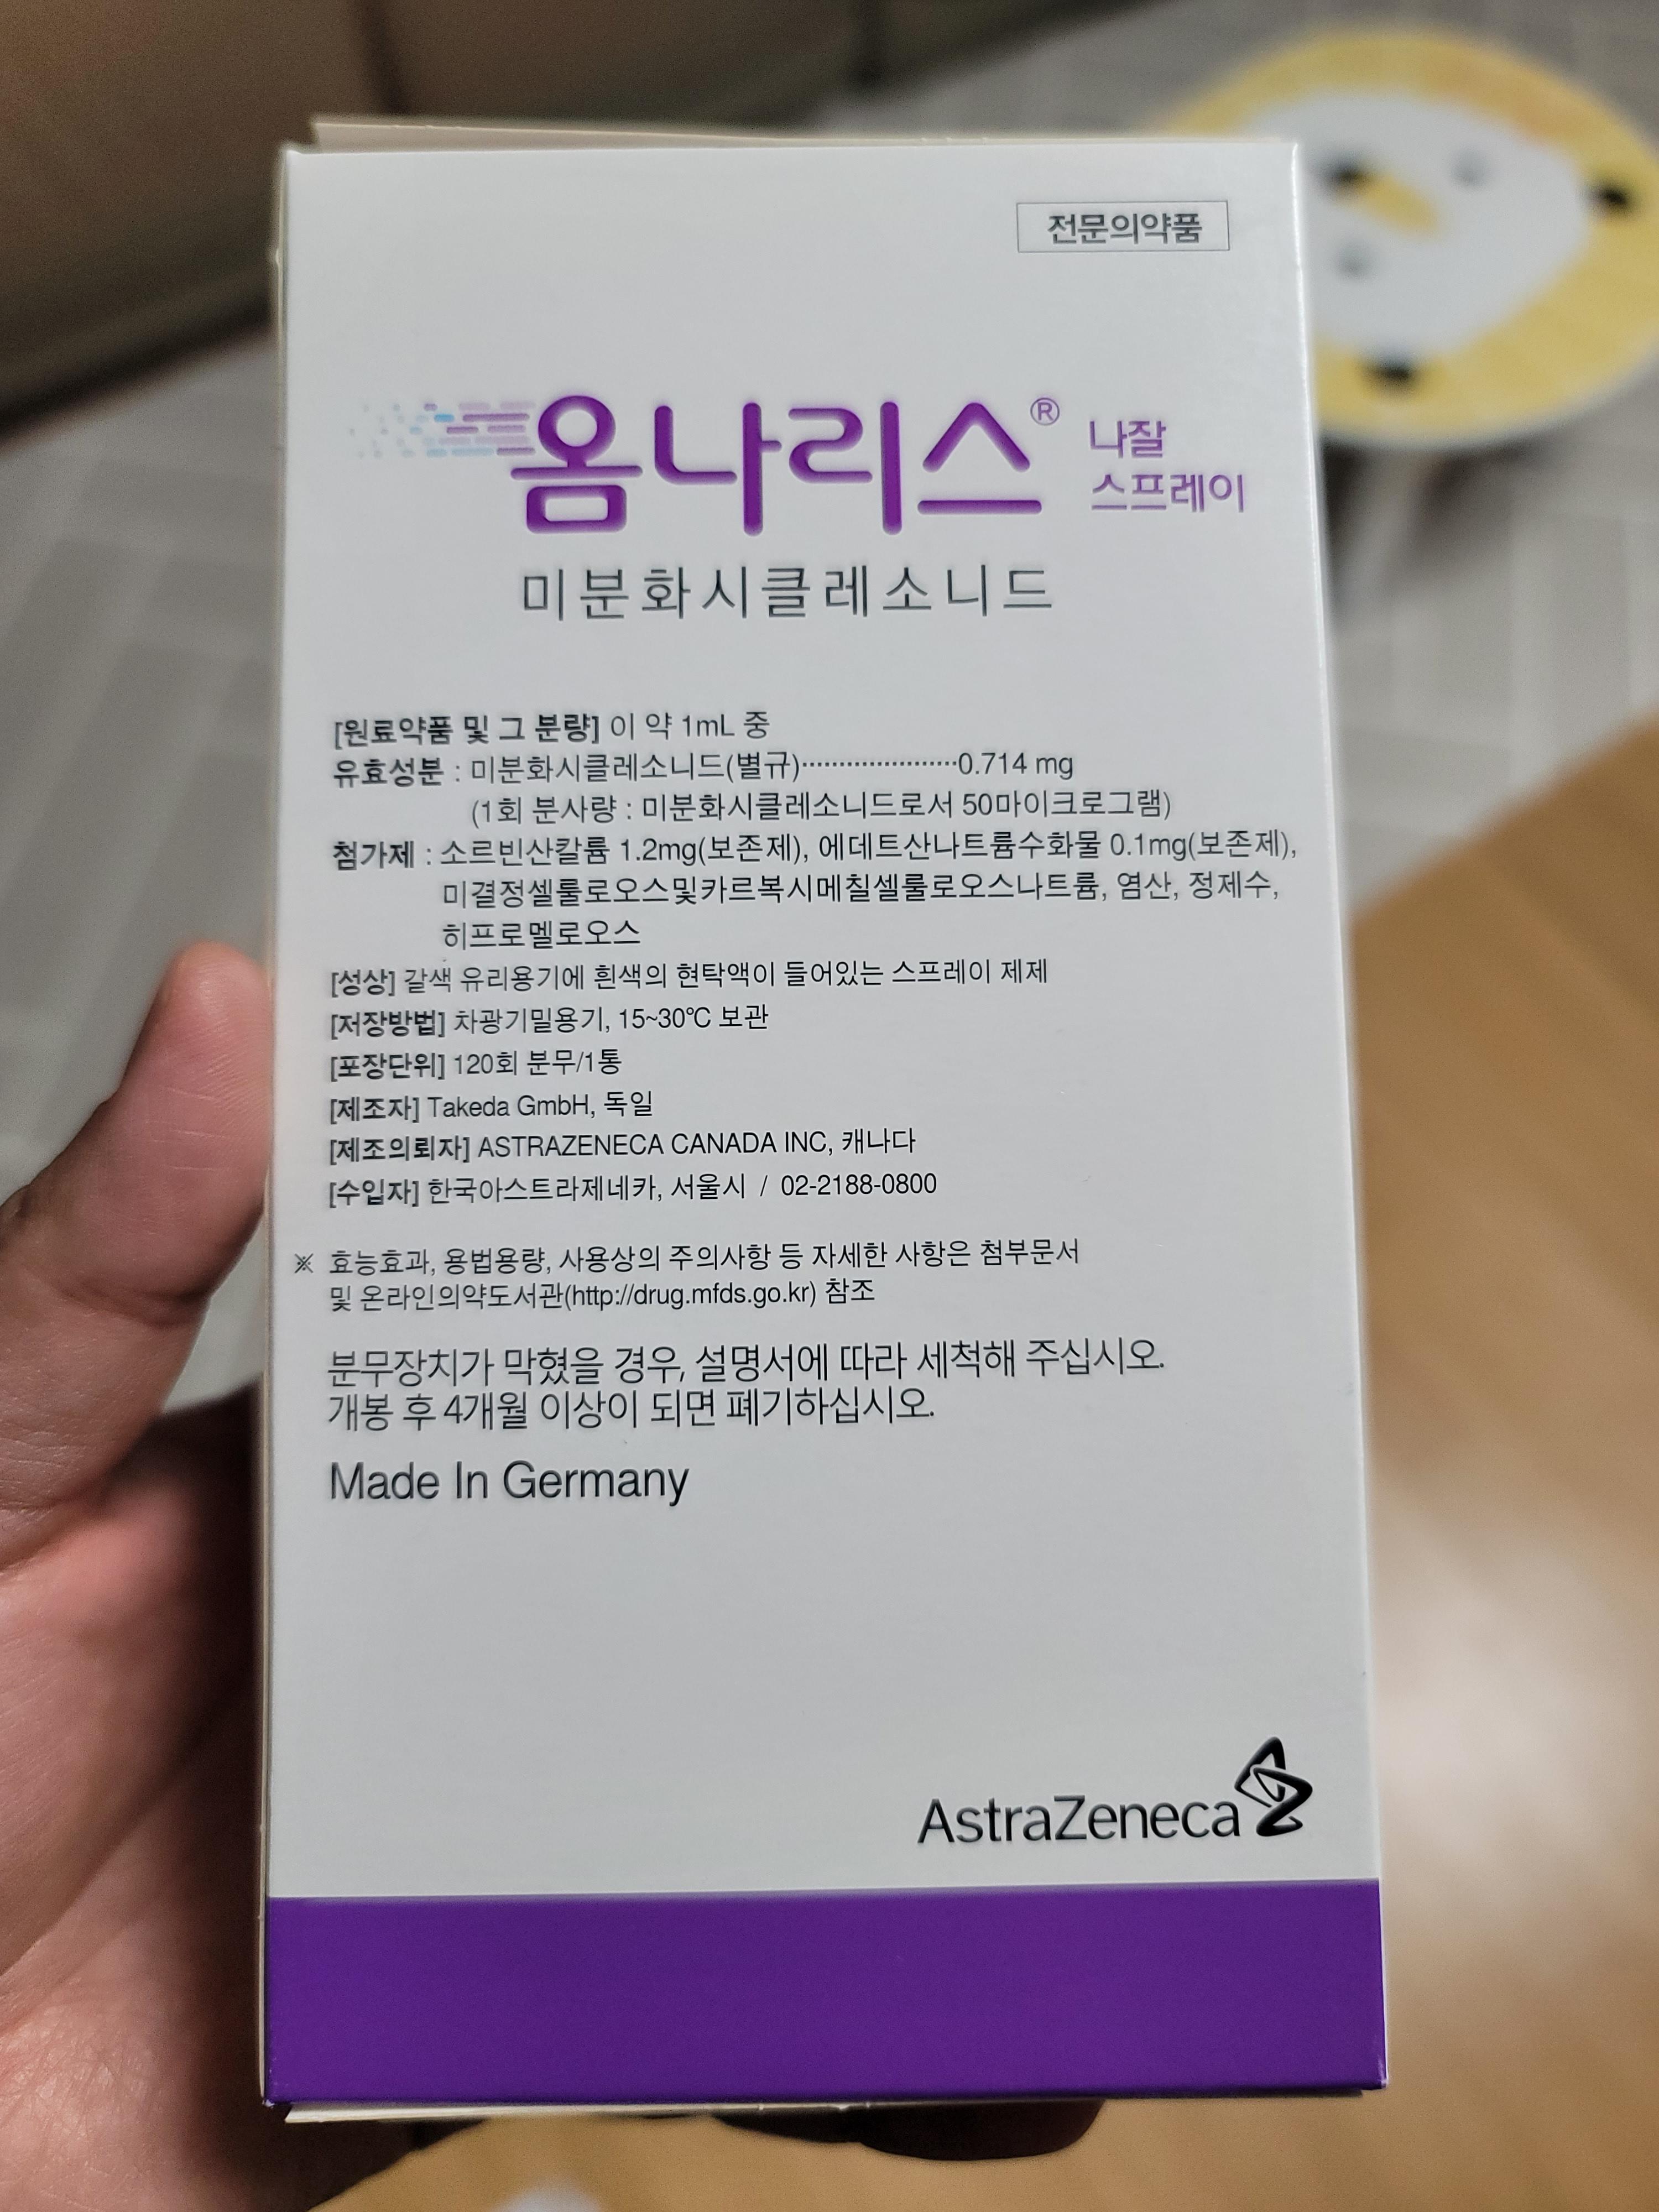 전문의약품
옴나리스® 나잘
스프레이
미분화시클레소니드
[원료약품 및 그 분량] 이 약 1mL 중
유효성분 : 미분화시클레소니드(별규)·····················0.714 mg
(1회 분사량 : 미분화시클레소니드로서 50마이크로그램)
첨가제 : 소르빈산칼륨 1.2mg(보존제), 에데트산나트륨수화물 0.1mg(보존제),
미결정셀룰로오스및카르복시메칠셀룰로오스나트륨, 염산, 정제수,
히프로멜로오스
[성상] 갈색 유리용기에 흰색의 현탁액이 들어있는 스프레이 제제
[저장방법] 차광기밀용기, 15~30℃ 보관
[포장단위] 120회 분무/1통
[제조자] Takeda GmbH, 독일
[제조의뢰자] ASTRAZENECA CANADA INC, 캐나다
[수입자] 한국아스트라제네카, 서울시 / 02-2188-0800
※ 효능효과, 용법용량, 사용상의 주의사항 등 자세한 사항은 첨부문서
및 온라인의약도서관(http://drug.mfds.go.kr) 참조
분무장치가 막혔을 경우, 설명서에 따라 세척해 주십시오.
개봉 후 4개월 이상이 되면 폐기하십시오.
Made In Germany
AstraZeneca